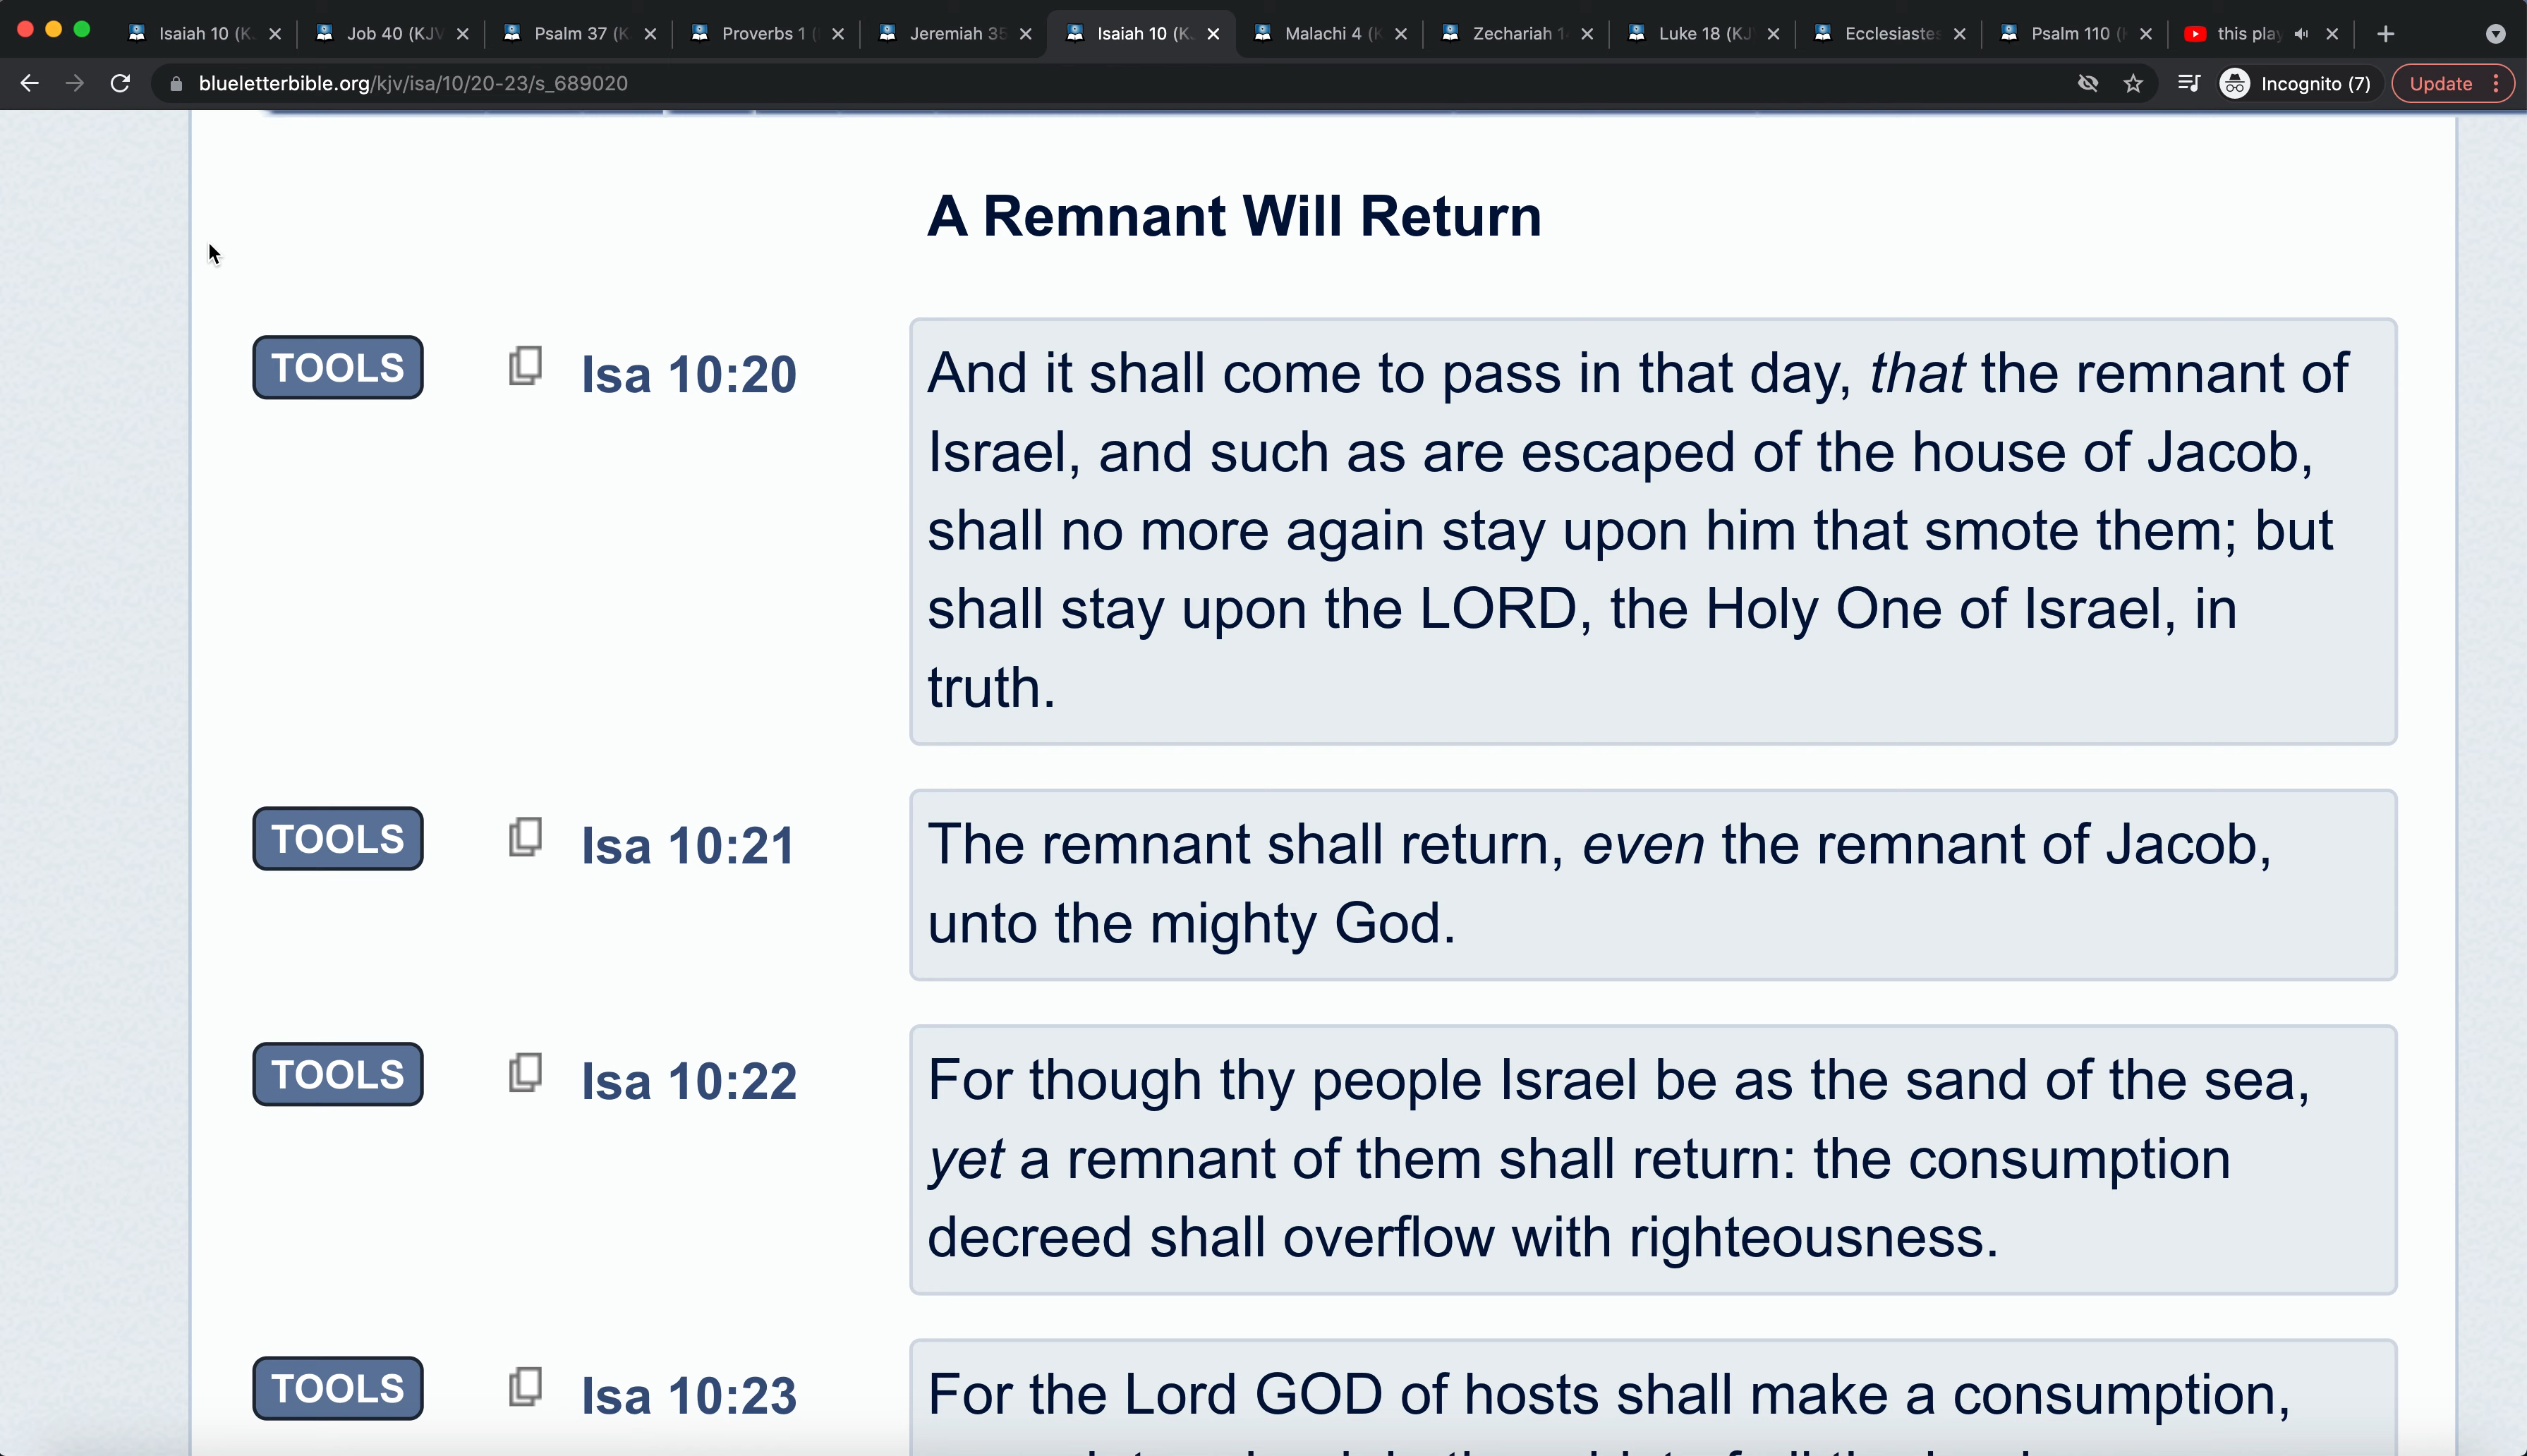 Isaiah 10 (K
Job 40 (KJV
Psalm 37 (K
Proverbs 1 (
Jeremiah 35
Isaiah 10 (K
Malachi 4 (K
Zechariah 1
Luke 18 (KJ
Ecclesiastes
Psalm 110 (
this play
blueletterbible.org/kjv/isa/10/20-23/s_689020
Incognito (7)
Update
A Remnant Will Return
TOOLS
Isa 10:20
And it shall come to pass in that day, that the remnant of
Israel, and such as are escaped of the house of Jacob,
shall no more again stay upon him that smote them; but
shall stay upon the LORD, the Holy One of Israel, in
truth.
TOOLS
Isa 10:21
The remnant shall return, even the remnant of Jacob,
unto the mighty God.
TOOLS
Isa 10:22
For though thy people Israel be as the sand of the sea,
yet a remnant of them shall return: the consumption
decreed shall overflow with righteousness.
TOOLS
Isa 10:23
For the Lord GOD of hosts shall make a consumption,